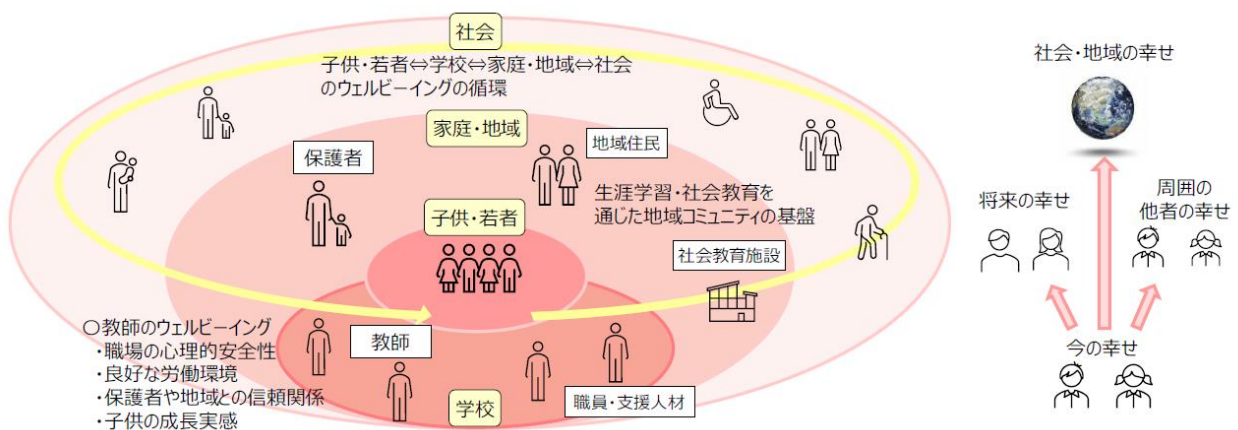 社会
子供・若者⇔学校⇔家庭・地域⇔社会
のウェルビーイングの循環
家庭・地域
保護者
地域住民
生涯学習・社会教育を
通じた地域コミュニティの基盤
子供・若者
社会教育施設
〇教師のウェルビーイング
・職場の心理的安全性
・良好な労働環境
・保護者や地域との信頼関係
・子供の成長実感
教師
職員・支援人材
学校
社会・地域の幸せ
将来の幸せ
周囲の
他者の幸せ
今の幸せ